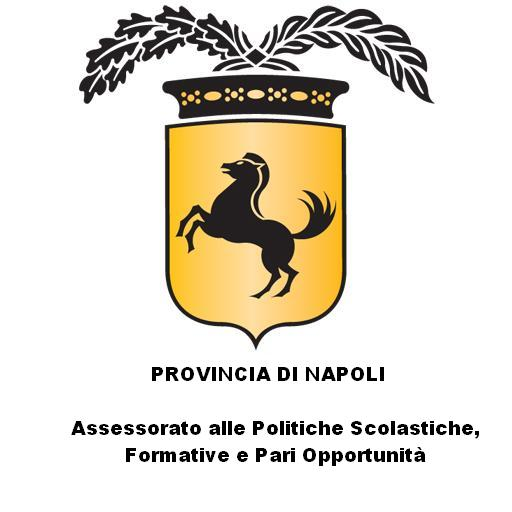 PROVINCIA DI NAPOLI
Assessorato alle Politiche Scolastiche,
Formative e Pari Opportunità